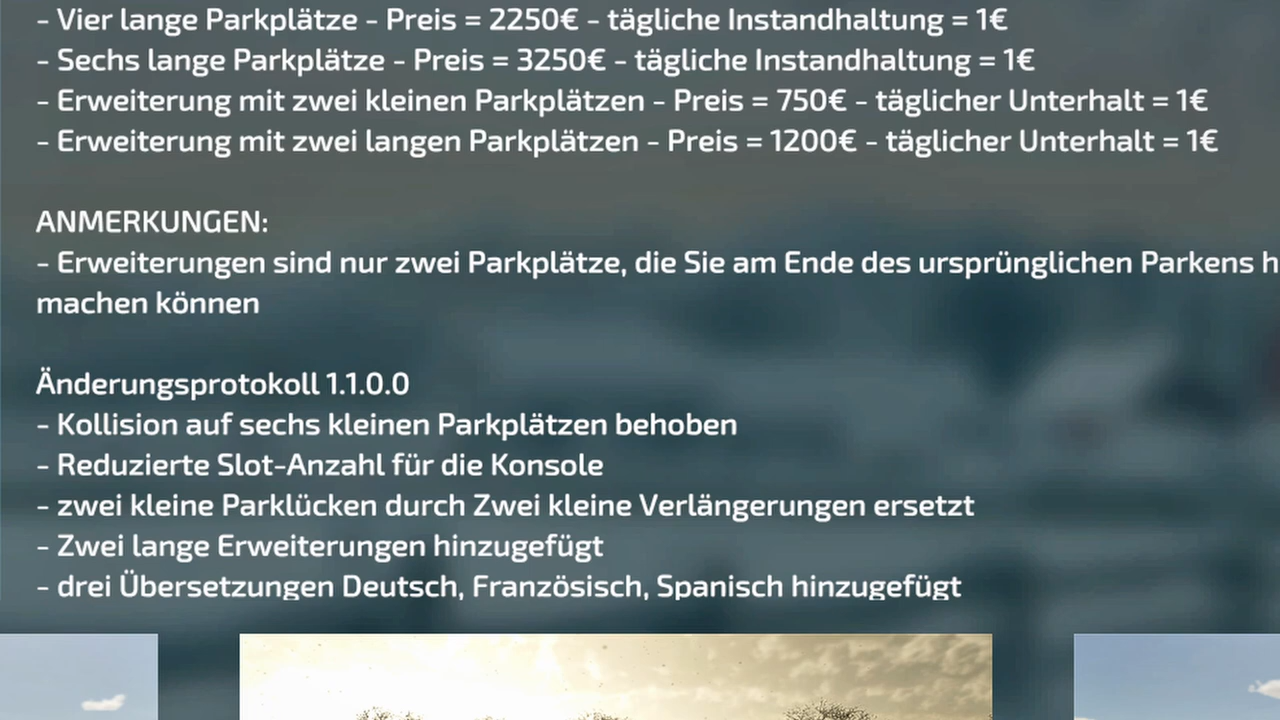 - Vier lange Parkplätze - Preis = 2250€ - tägliche Instandhaltung = 1€
- Sechs lange Parkplätze - Preis = 3250€ - tägliche Instandhaltung = 1€
- Erweiterung mit zwei kleinen Parkplätzen - Preis = 750€ - täglicher Unterhalt = 1€
- Erweiterung mit zwei langen Parkplätzen - Preis = 1200€ - täglicher Unterhalt = 1€
ANMERKUNGEN:
- Erweiterungen sind nur zwei Parkplätze, die Sie am Ende des ursprünglichen Parkens
machen können
Änderungsprotokoll 1.1.0.0
- Kollision auf sechs kleinen Parkplätzen behoben
- Reduzierte Slot-Anzahl für die Konsole
- zwei kleine Parklücken durch Zwei kleine Verlängerungen ersetzt
- Zwei lange Erweiterungen hinzugefügt
- drei Übersetzungen Deutsch, Französisch, Spanisch hinzugefügt